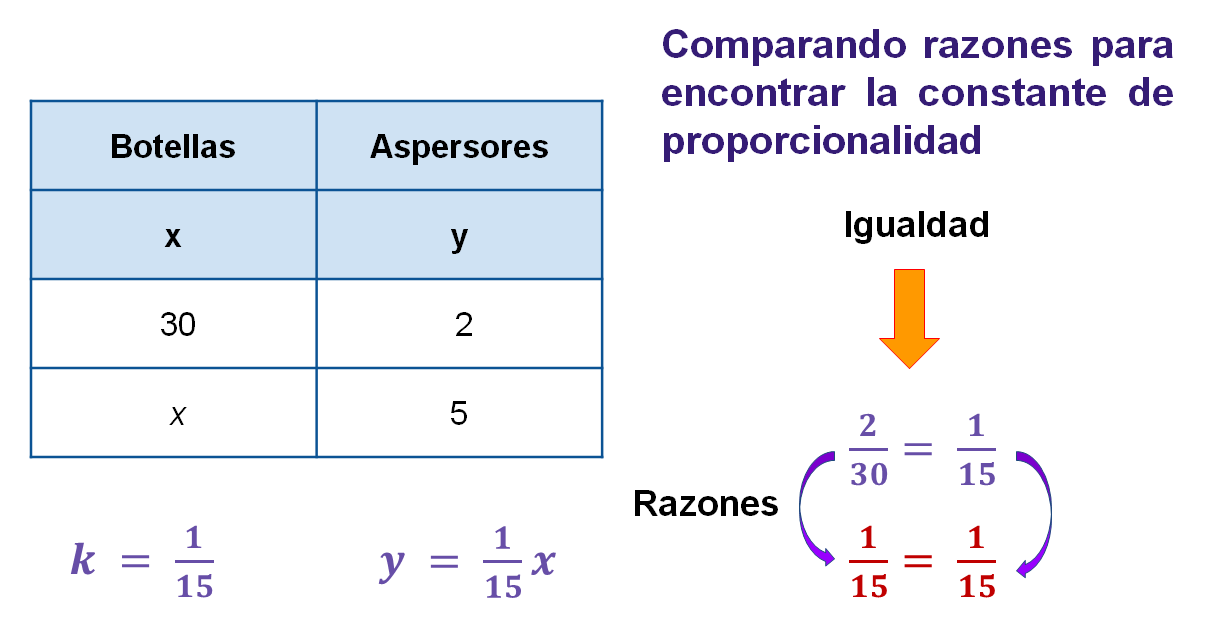 Comparando razones para
encontrar la constante de
proporcionalidad
Botellas Aspersores
x y
30 2
x 5
Igualdad
2/30 = 1/15
Razones
1/15 = 1/15
k = 1/15 y = 1/15 x